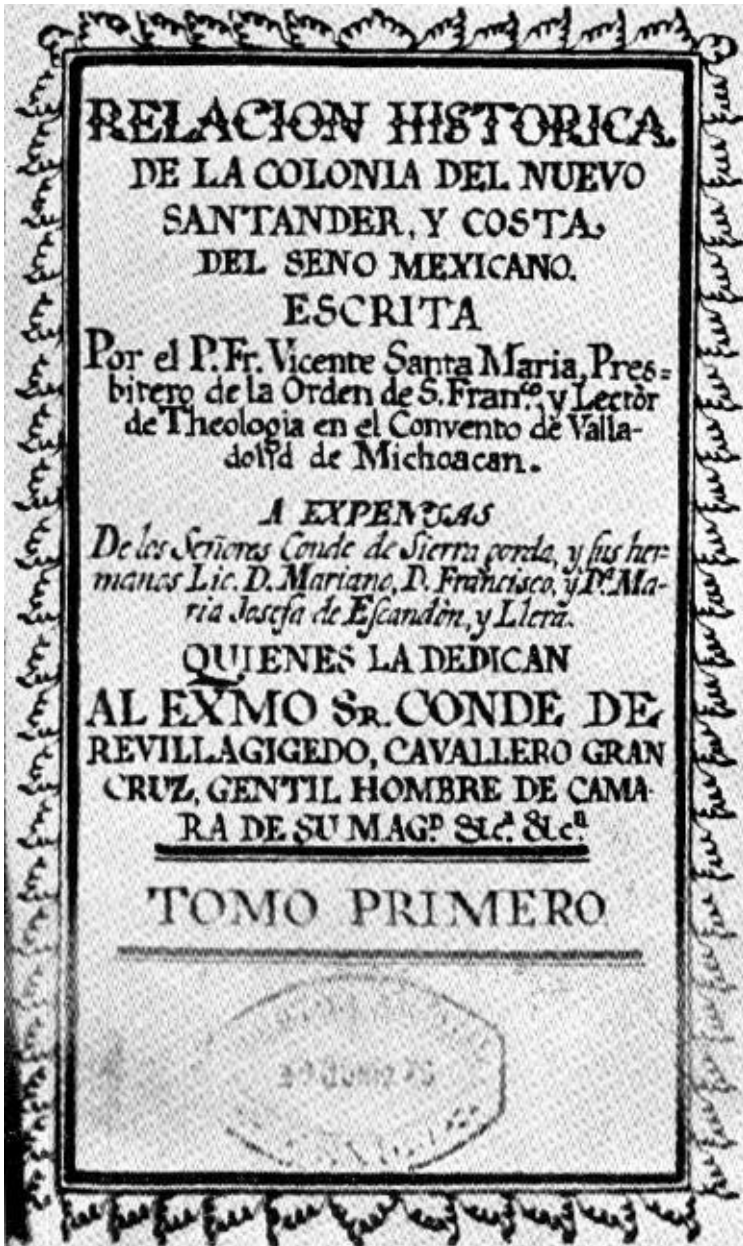 RELACION HISTORICA.
DE LA COLONIA DEL NUEVO
SANTANDER, Y COSTA,
DEL SENO MEXICANO.
ESCRITA
Por el P. Fr. Vicente Santa Maria, Pres=
bitero de la Orden de S. Fran.co, y Lectòr
de Theologia en el Convento de Valla-
dolid de Michoacan.
A EXPENSAS
De los Señores Conde de Sierra gorda, y sus her-
manos Lic. D. Mariano, D. Francisco, y D.a Ma-
ria Josefa de Escandòn, y Llera.
QUIENES LA DEDICAN
AL EXMO SR. CONDE DE
REVILLAGIGEDO, CAVALLERO GRAN
CRUZ, GENTIL HOMBRE DE CAMA-
RA DE SU MAG.D &c.a &c.a
TOMO PRIMERO